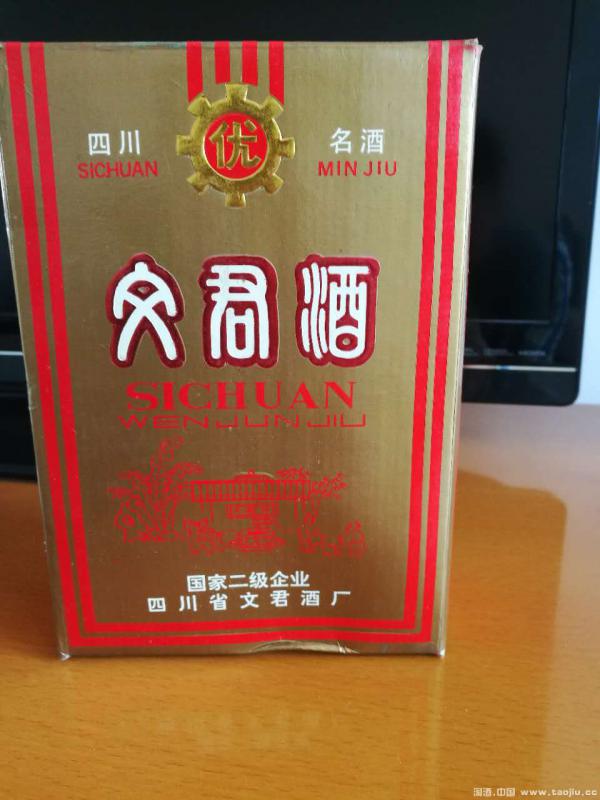 四川 优 名酒
SICHUAN MIN JIU
文君酒
SICHUAN
WENJUNJIU
国家二级企业
四川省文君酒厂
淘酒.中国 www.taojiu.cc